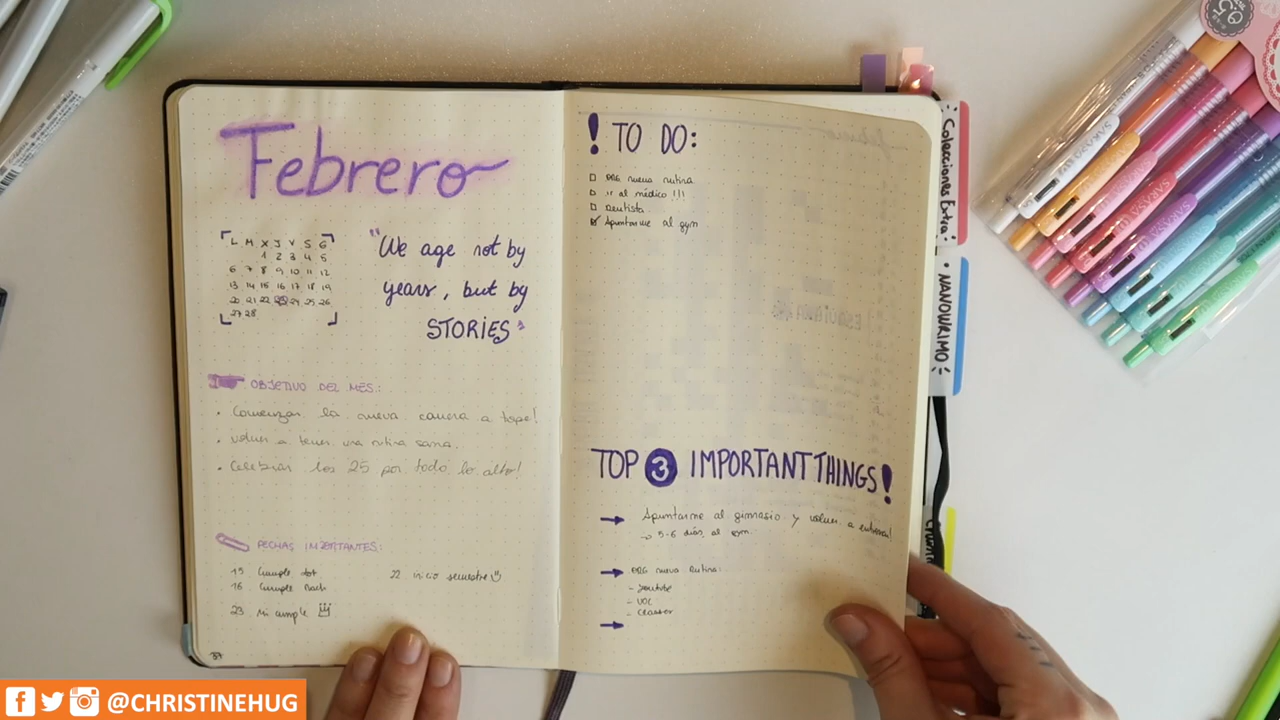 Febrero
L M X J V S D
1 2 3 4 5
6 7 8 9 10 11 12
13 14 15 16 17 18 19
20 21 22 23 24 25 26
27 28
"We age not by
years, but by
STORIES"
OBJETIVO DEL MES:
• Comenzar la nueva carrera a tope!
• volver a tener una rutina sana.
• Celebrar los 25 por todo lo alto!
FECHAS IMPORTANTES:
15 Cumple
16 Cumple
23 Mi cumple
22 inicio semestre
37
! TO DO:
ORG nueva rutina
ir al médico !!!
Dentista
Apuntarme al gym
TOP 3 IMPORTANT THINGS!
→ Apuntarme al gimnasio y volver a entrenar!
→ 5-6 días al gym.
→ ORG nueva Rutina:
- youtube
- UOC
→
Colecciones Extra:
• NANOWRIMO
SARASA
@CHRISTINEHUG